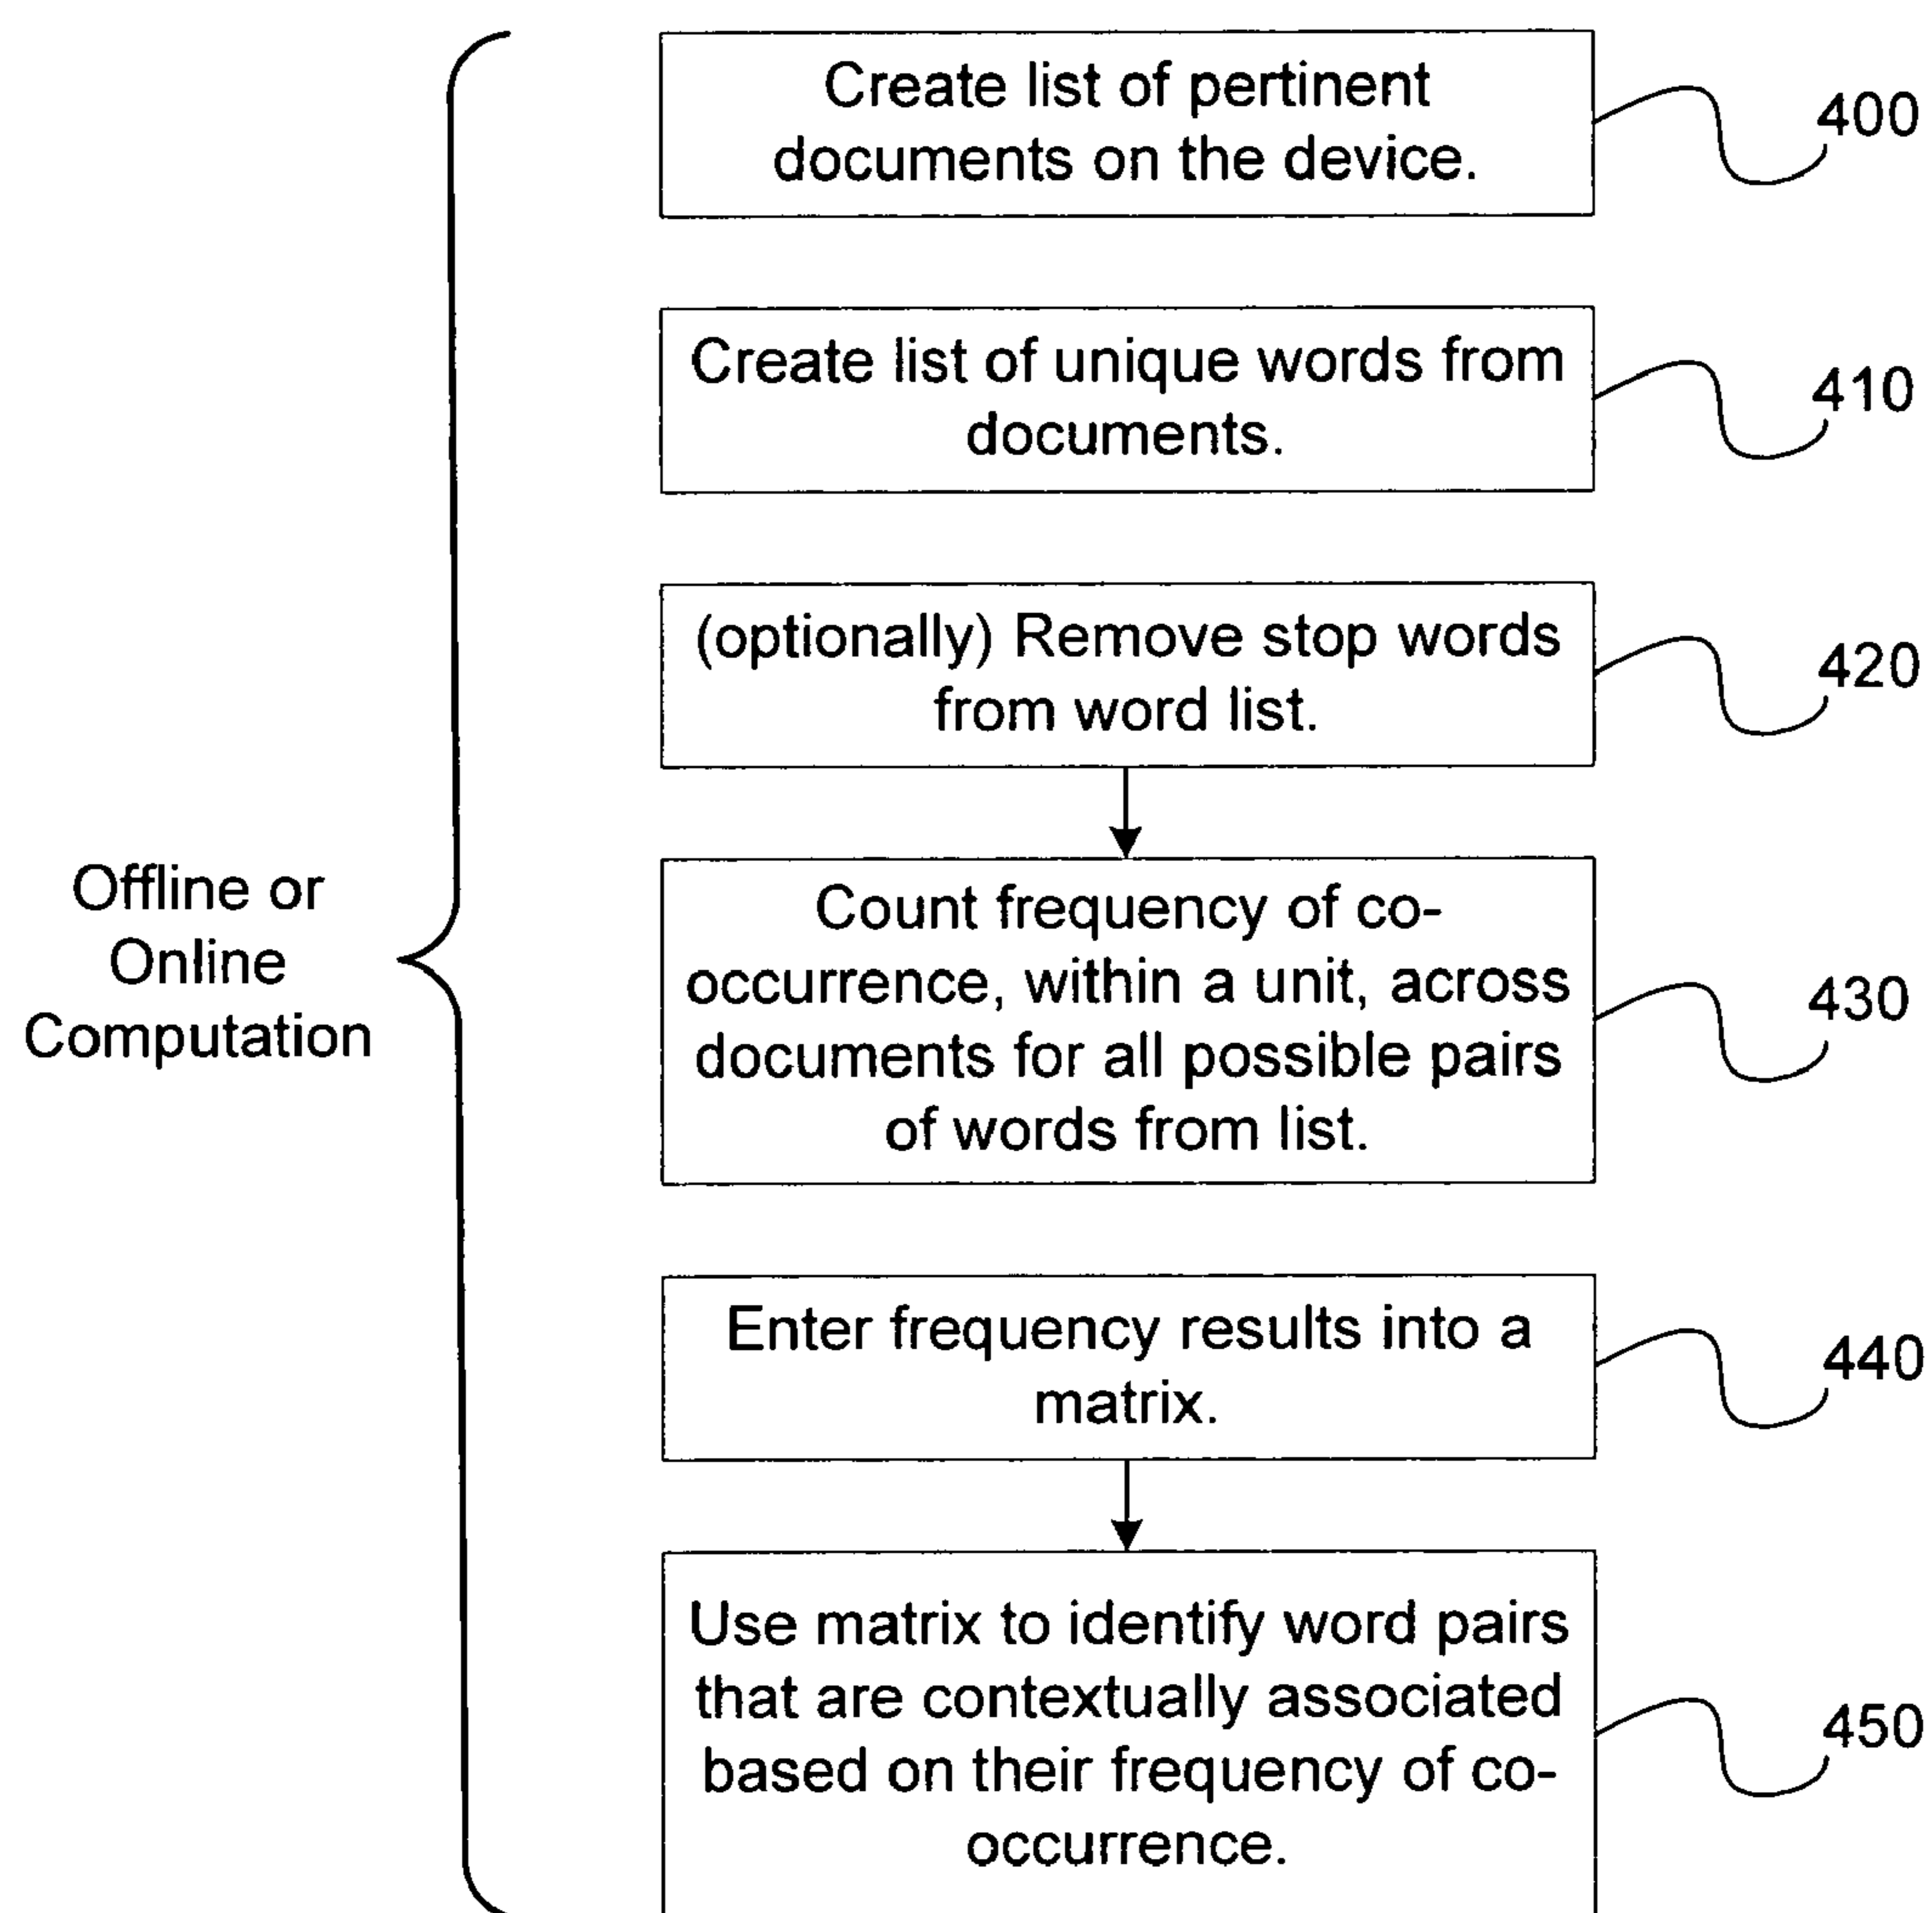 Create list of pertinent
documents on the device.
400
Create list of unique words from
documents.
410
(optionally) Remove stop words
from word list.
420
Offline or
Online
Computation
Count frequency of co-
occurrence, within a unit, across
documents for all possible pairs
of words from list.
430
Enter frequency results into a
matrix.
440
Use matrix to identify word pairs
that are contextually associated
based on their frequency of co-
occurrence.
450